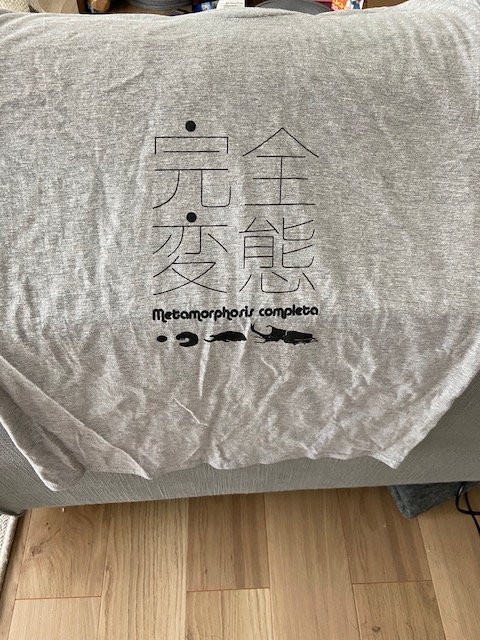 完全
変態
Metamorphosis completa